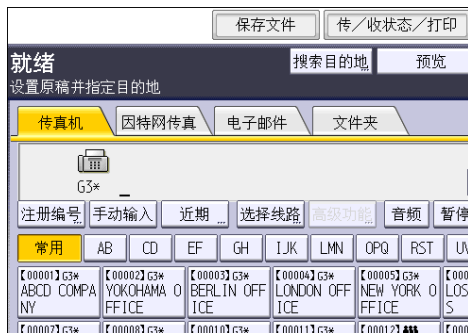 保存文件 传／收状态／打印
就绪 搜索目的地 预览
设置原稿并指定目的地
传真机 因特网传真 电子邮件 文件夹
G3*
注册编号 手动输入 近期 选择线路 高级功能 音频 暂停
常用 AB CD EF GH IJK LMN OPQ RST UV
【00001】G3* 【00002】G3* 【00003】G3* 【00004】G3* 【00005】G3* 【000
ABCD COMPA YOKOHAMA O BERLIN OFF LONDON OFF NEW YORK O LOS
NY FFICE ICE ICE FFICE S
【00007】G3* 【00008】G3* 【00010】G3* 【00011】G3* 【00012】